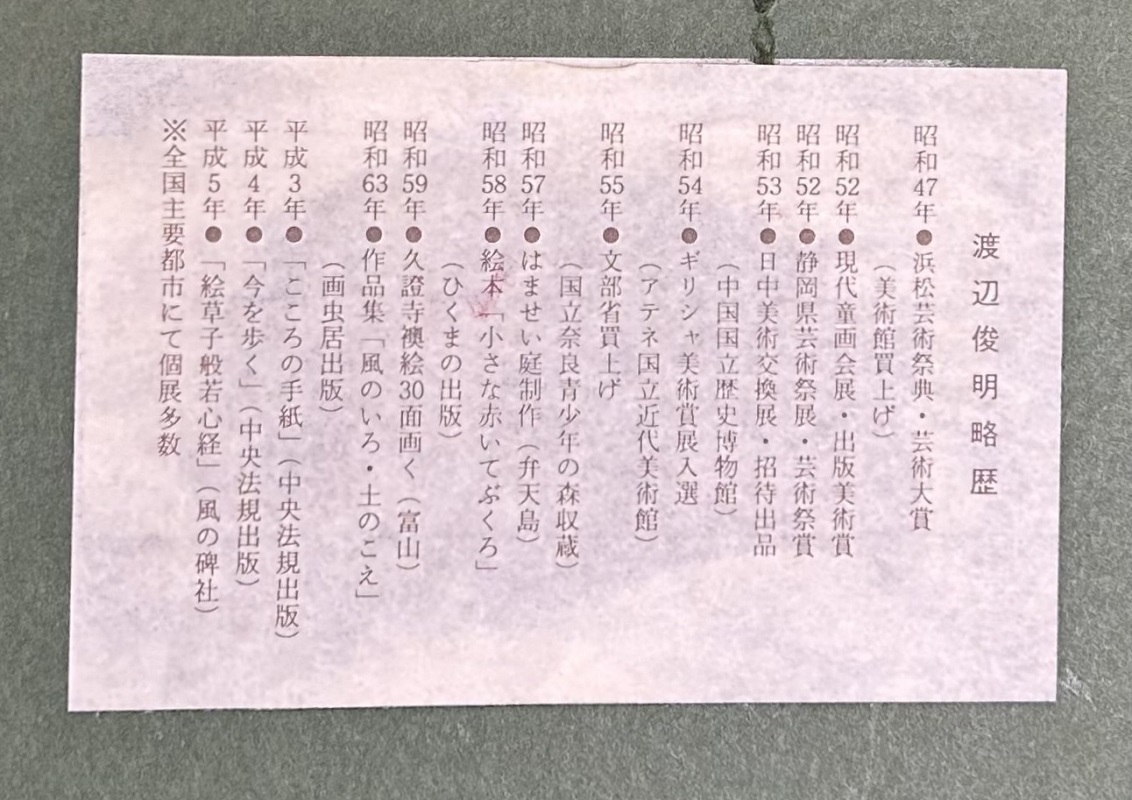 渡辺俊明略歴
昭和47年●浜松芸術祭典・芸術大賞
（美術館買上げ）
昭和52年●現代童画会展・出版美術賞
昭和52年●静岡県芸術祭展・芸術祭賞
昭和53年●日中美術交換展・招待出品
（中国国立歴史博物館）
昭和54年●ギリシャ美術賞展入選
（アテネ国立近代美術館）
昭和55年●文部省買上げ
（国立奈良青少年の森収蔵）
昭和57年●はませい庭制作（弁天島）
昭和58年●絵本「小さな赤いてぶくろ」
（ひくまの出版）
昭和59年●久證寺襖絵30面画く（富山）
昭和63年●作品集「風のいろ・土のこえ」
（画虫居出版）
平成3年●「こころの手紙」（中央法規出版）
平成4年●「今を歩く」（中央法規出版）
平成5年●「絵草子般若心経」（風の碑社）
※全国主要都市にて個展多数